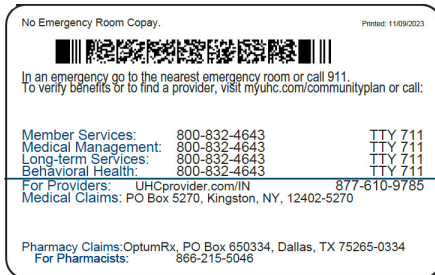 No Emergency Room Copay. Printed: 11/09/2023
In an emergency go to the nearest emergency room or call 911.
To verify benefits or to find a provider, visit myuhc.com/communityplan or call:
Member Services: 800-832-4643 TTY 711
Medical Management: 800-832-4643 TTY 711
Long-term Services: 800-832-4643 TTY 711
Behavioral Health: 800-832-4643 TTY 711
For Providers: UHCprovider.com/IN 877-610-9785
Medical Claims: PO Box 5270, Kingston, NY, 12402-5270
Pharmacy Claims:OptumRx, PO Box 650334, Dallas, TX 75265-0334
For Pharmacists: 866-215-5046